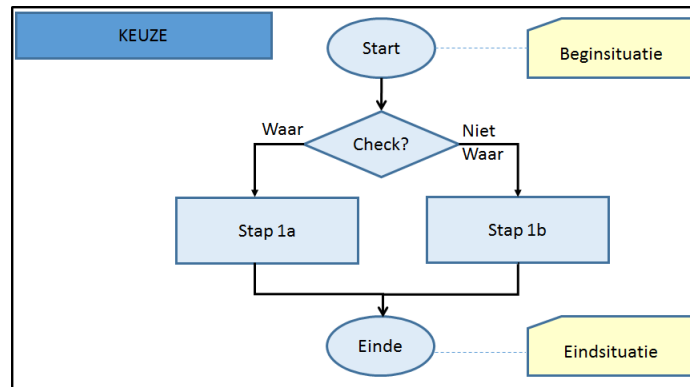 KEUZE
Start
Beginsituatie
Waar
Check?
Niet
Waar
Stap 1a
Stap 1b
Einde
Eindsituatie